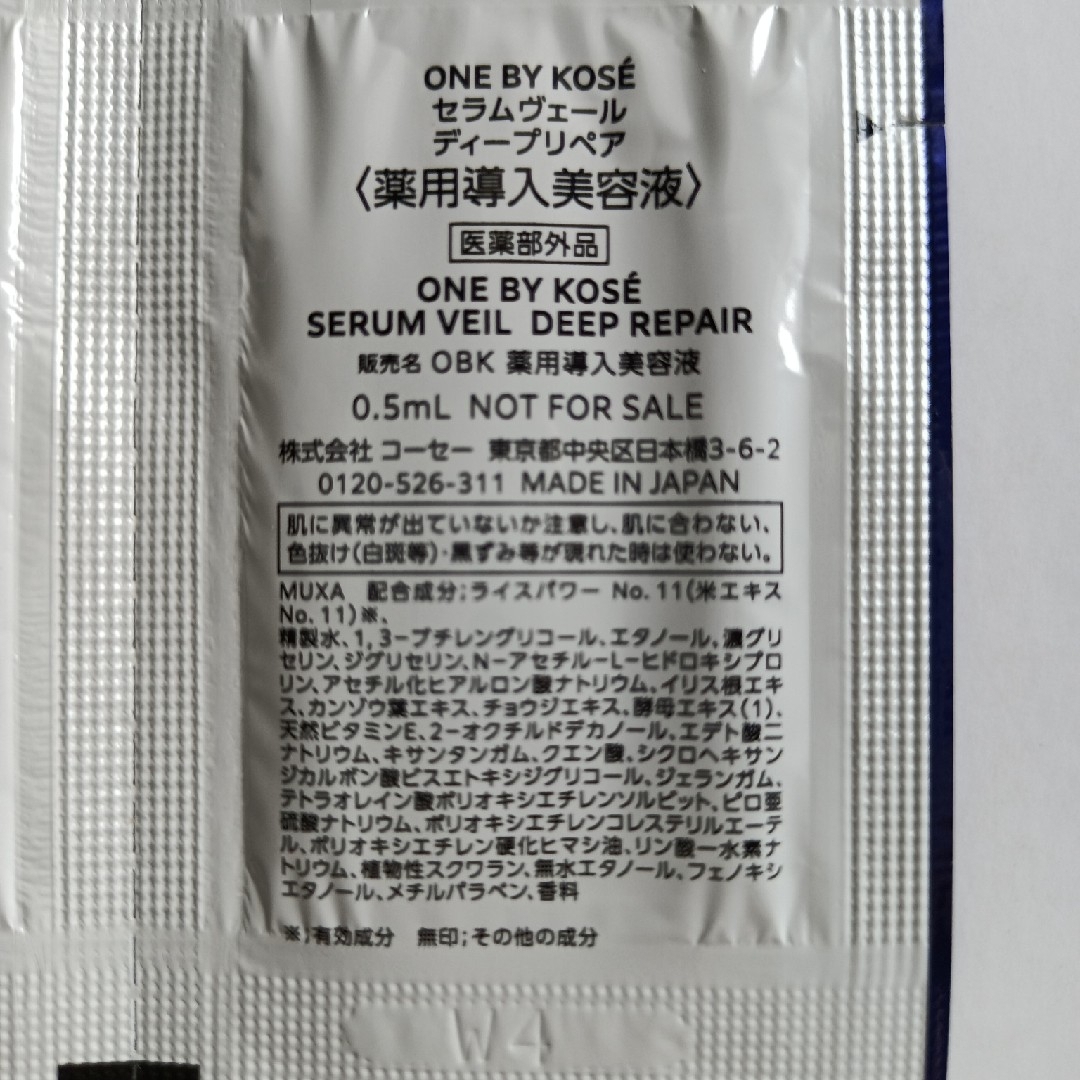 ONE BY KOSÉ
セラムヴェール
ディープリペア
〈薬用導入美容液〉
医薬部外品
ONE BY KOSÉ
SERUM VEIL DEEP REPAIR
販売名 OBK 薬用導入美容液
0.5mL NOT FOR SALE
株式会社 コーセー 東京都中央区日本橋3-6-2
0120-526-311 MADE IN JAPAN
肌に異常が出ていないか注意し、肌に合わない、
色抜け(白斑等)・黒ずみ等が現れた時は使わない。
MUXA 配合成分;ライスパワー No.11(米エキス
No.11)※、
精製水、1,3-ブチレングリコール、エタノール、濃グリ
セリン、ジグリセリン、N-アセチル-L-ヒドロキシプロ
リン、アセチル化ヒアルロン酸ナトリウム、イリス根エキ
ス、カンゾウ葉エキス、チョウジエキス、酵母エキス(1)、
天然ビタミンE、2-オクチルドデカノール、エデト酸二
ナトリウム、キサンタンガム、クエン酸、シクロヘキサン
ジカルボン酸ビスエトキシジグリコール、ジェランガム、
テトラオレイン酸ポリオキシエチレンソルビット、ピロ亜
硫酸ナトリウム、ポリオキシエチレンコレステリルエーテ
ル、ポリオキシエチレン硬化ヒマシ油、リン酸一水素ナ
トリウム、植物性スクワラン、無水エタノール、フェノキシ
エタノール、メチルパラベン、香料
※;有効成分 無印;その他の成分
W4